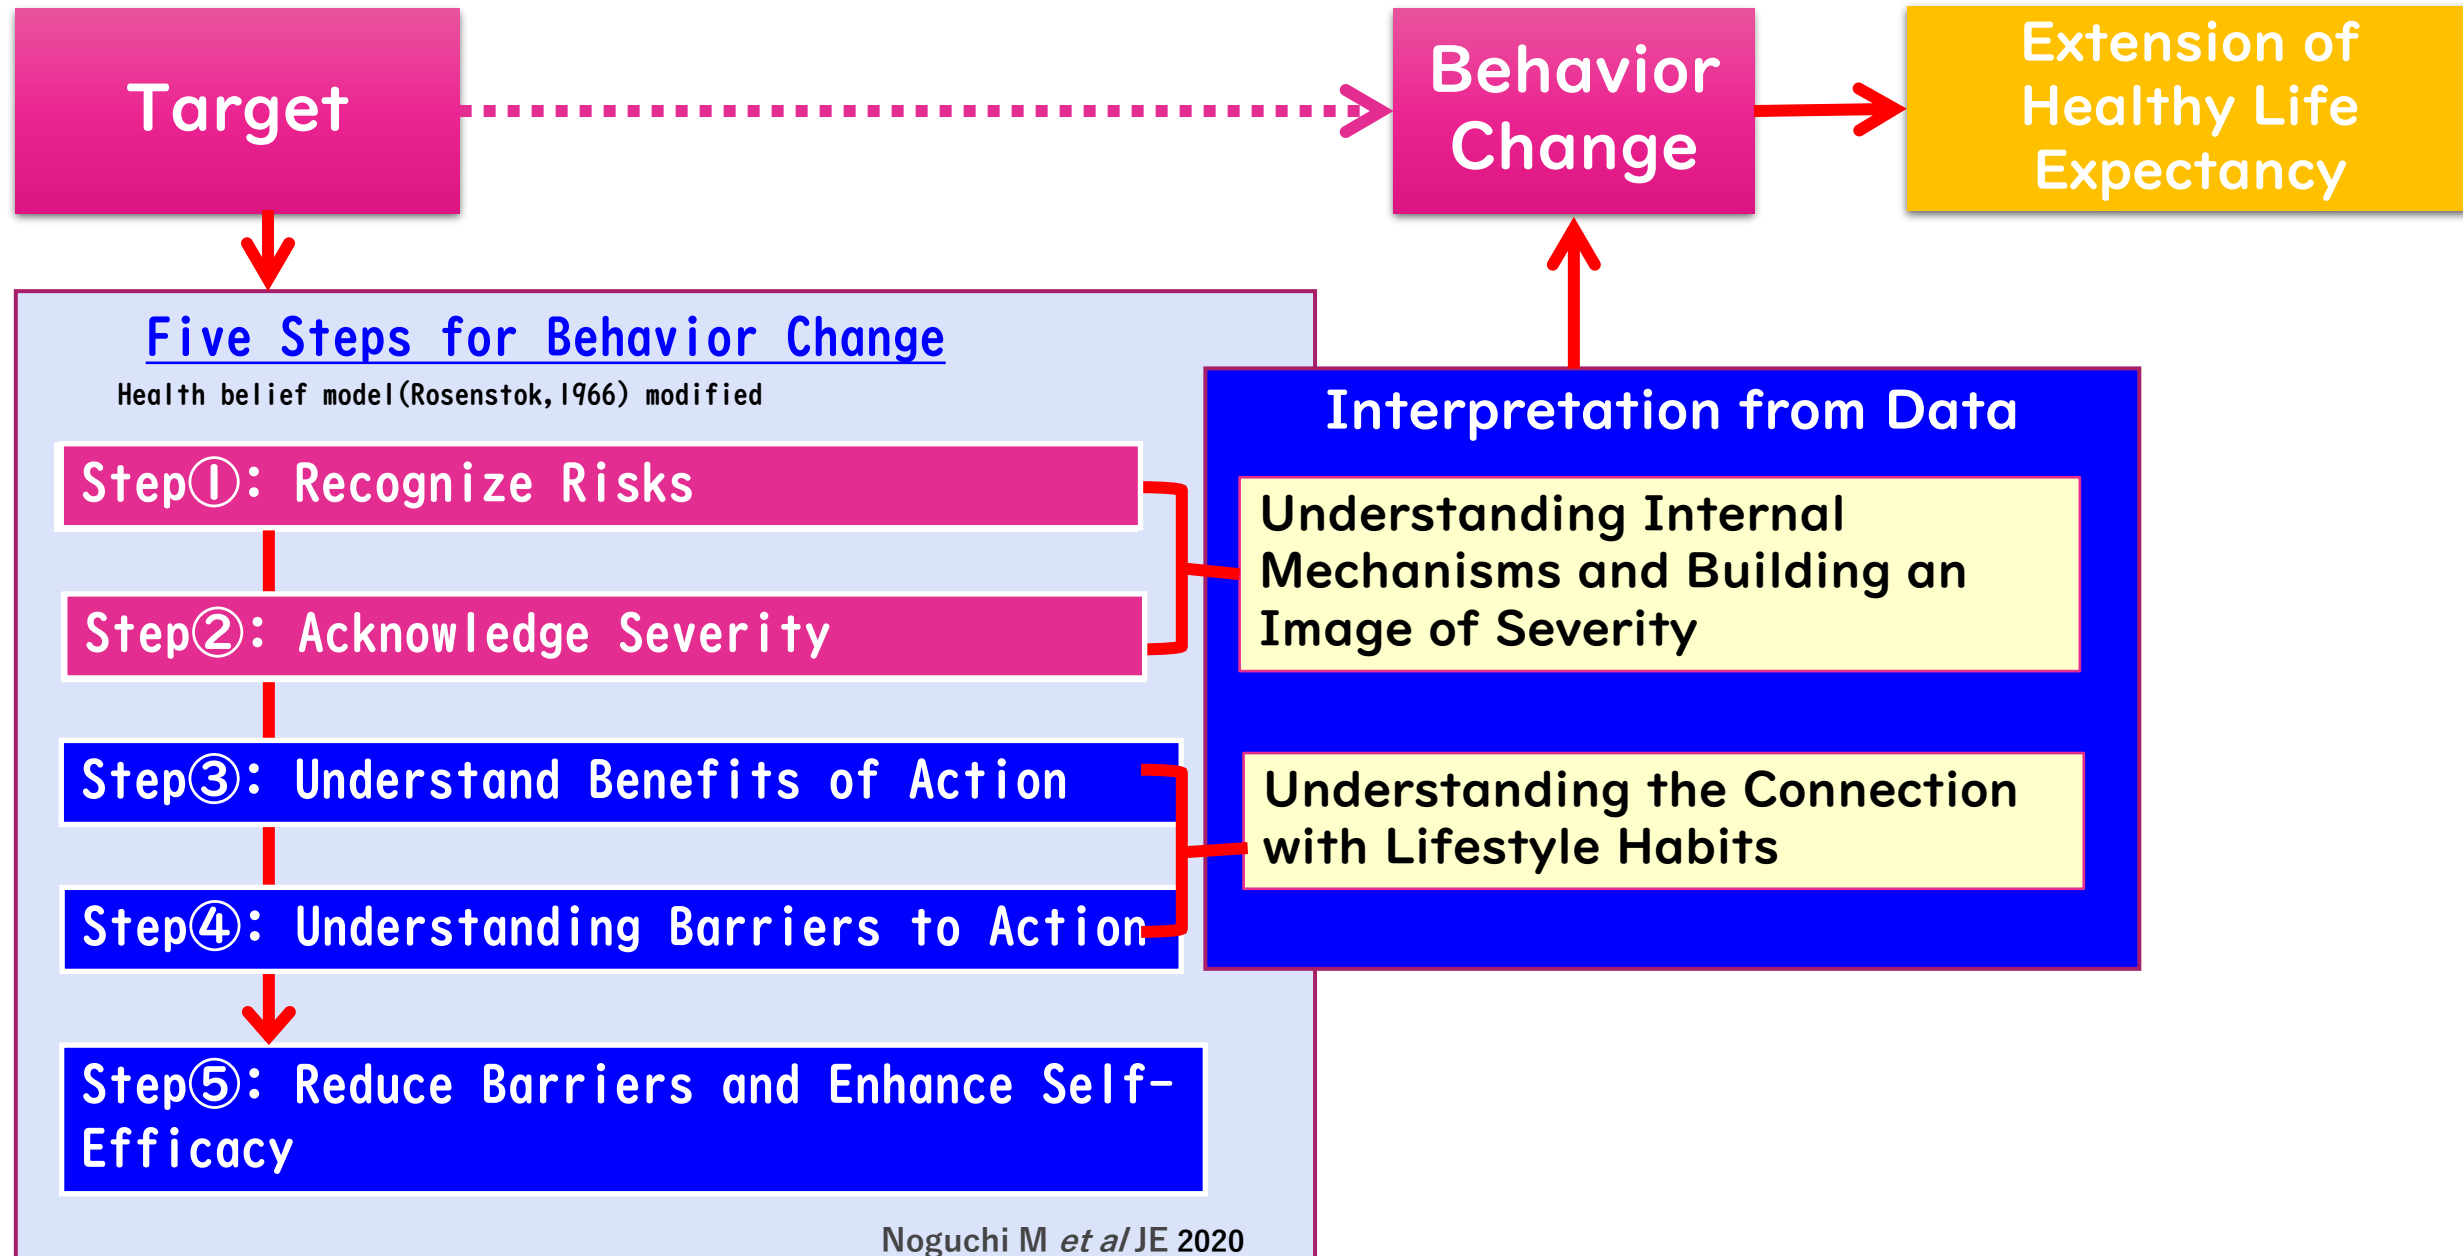 Target
Behavior
Change
Extension of
Healthy Life
Expectancy
Five Steps for Behavior Change
Health belief model(Rosenstok,1966) modified
Step①: Recognize Risks
Step②: Acknowledge Severity
Step③: Understand Benefits of Action
Step④: Understanding Barriers to Action
Step⑤: Reduce Barriers and Enhance Self-
Efficacy
Noguchi M et al JE 2020
Interpretation from Data
Understanding Internal
Mechanisms and Building an
Image of Severity
Understanding the Connection
with Lifestyle Habits